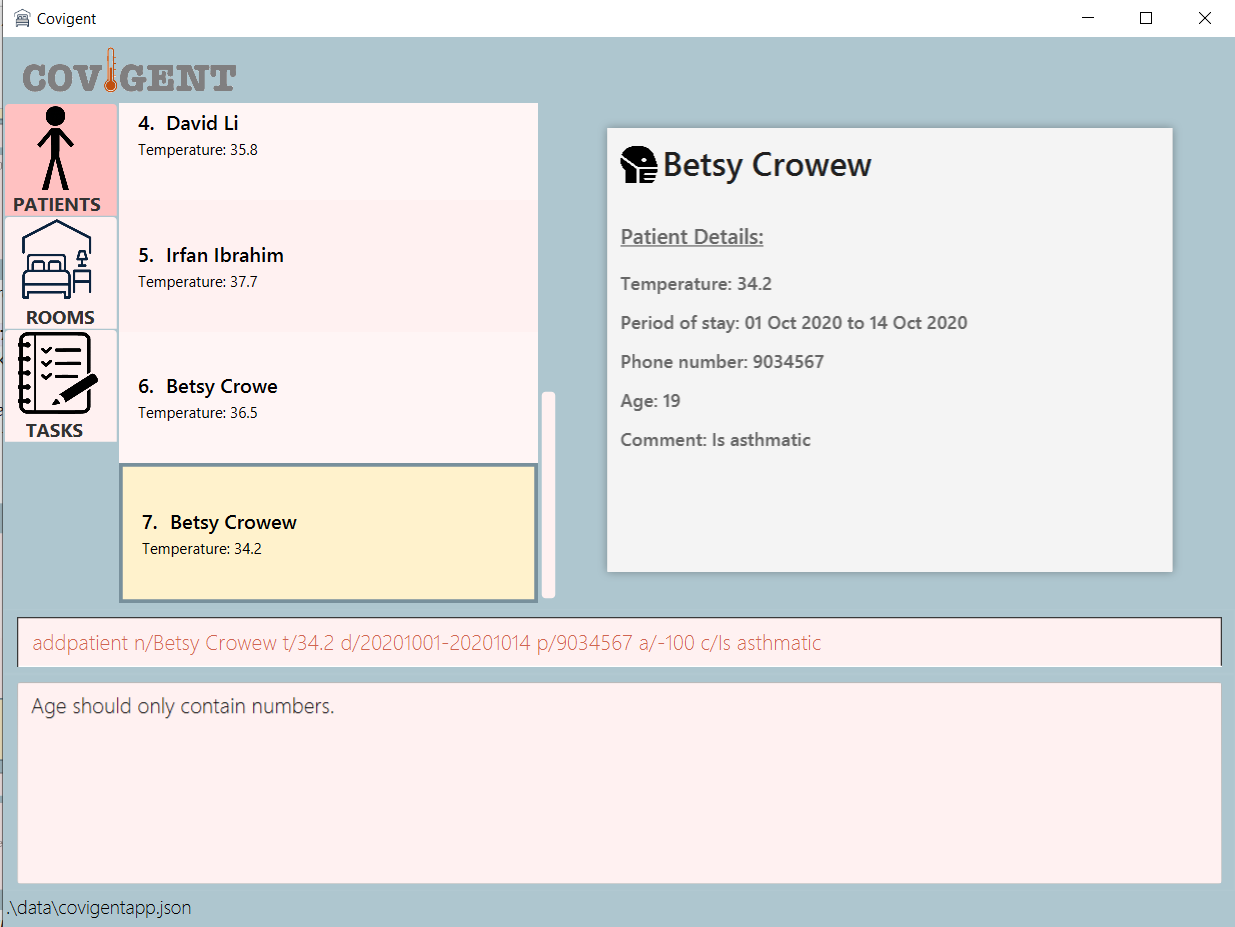 Covigent
COVIGENT
PATIENTS
ROOMS
TASKS
4. David Li
Temperature: 35.8
5. Irfan Ibrahim
Temperature: 37.7
6. Betsy Crowe
Temperature: 36.5
7. Betsy Crowew
Temperature: 34.2
Betsy Crowew
Patient Details:
Temperature: 34.2
Period of stay: 01 Oct 2020 to 14 Oct 2020
Phone number: 9034567
Age: 19
Comment: Is asthmatic
addpatient n/Betsy Crowew t/34.2 d/20201001-20201014 p/9034567 a/-100 c/Is asthmatic
Age should only contain numbers.
.\data\covigentapp.json